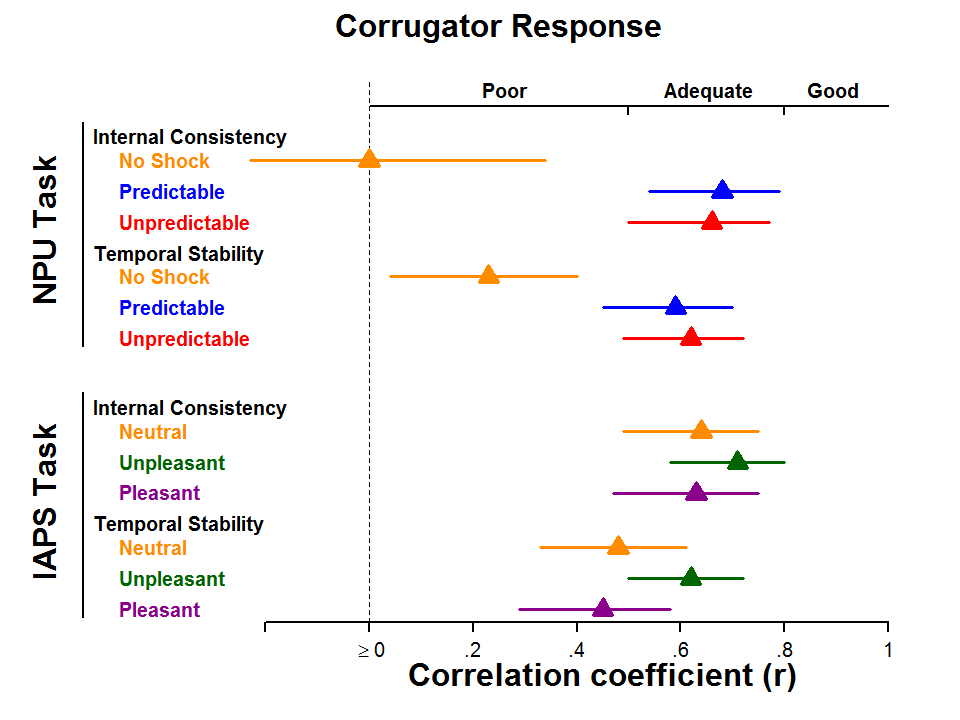 Corrugator Response
Poor Adequate Good
NPU Task
Internal Consistency
No Shock
Predictable
Unpredictable
Temporal Stability
No Shock
Predictable
Unpredictable
IAPS Task
Internal Consistency
Neutral
Unpleasant
Pleasant
Temporal Stability
Neutral
Unpleasant
Pleasant
≥ 0 .2 .4 .6 .8 1
Correlation coefficient (r)